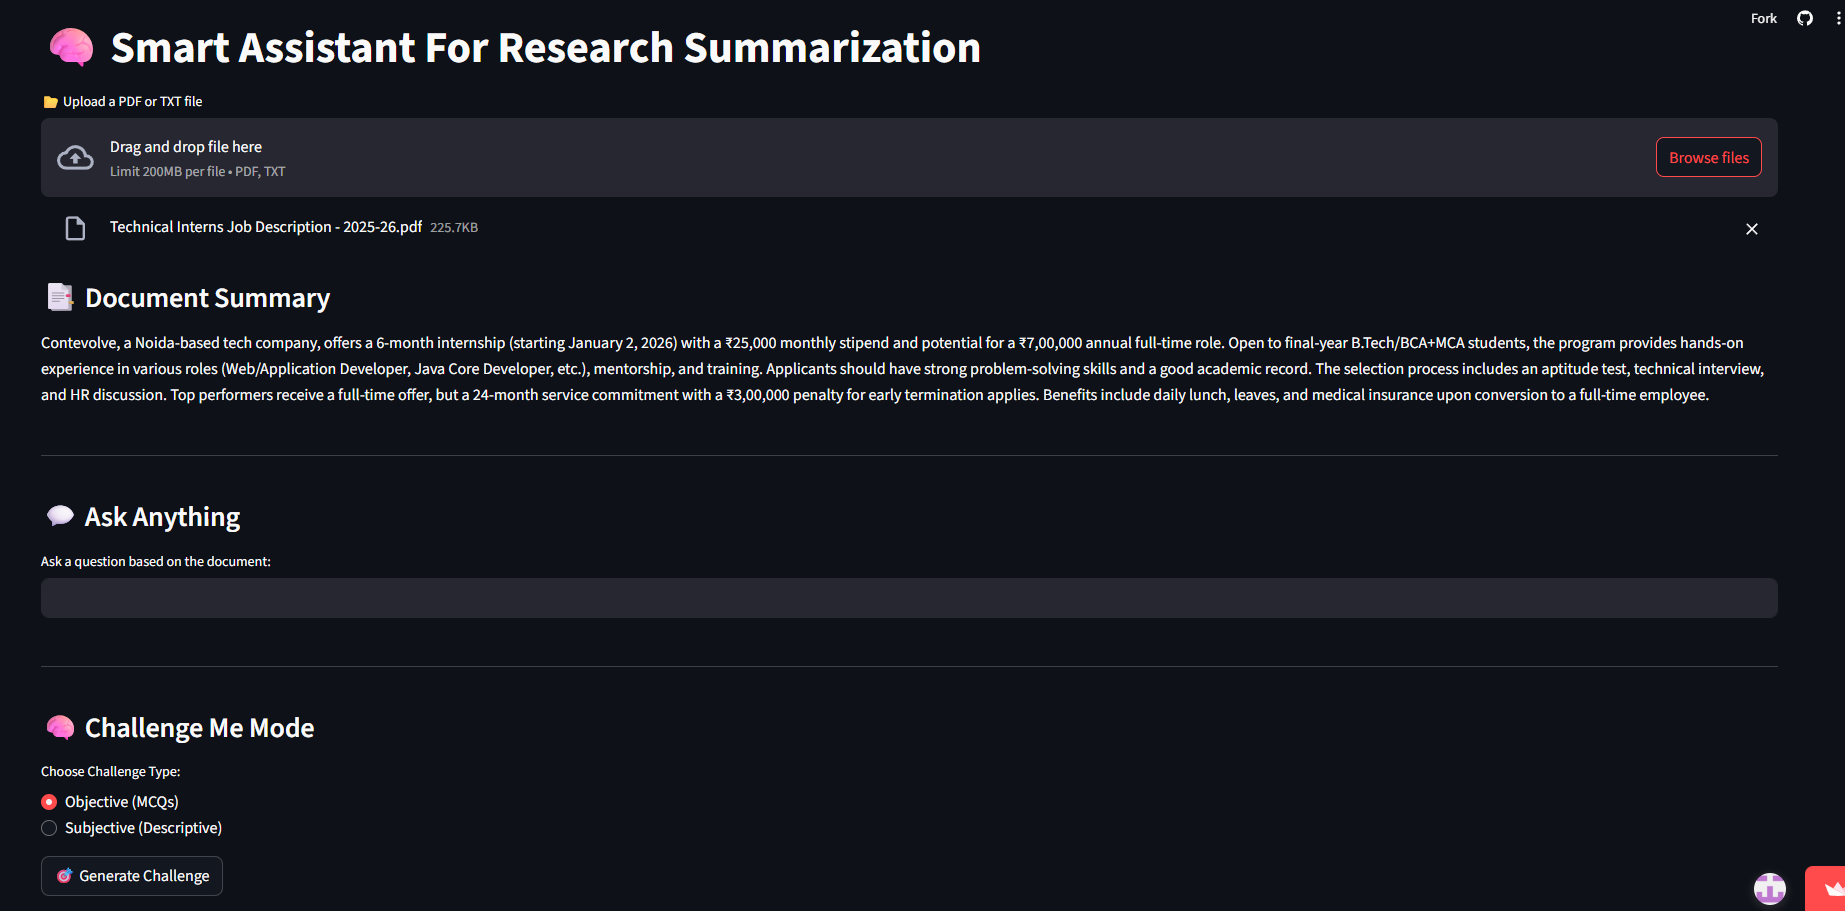 Fork
Smart Assistant For Research Summarization
Upload a PDF or TXT file
Drag and drop file here
Limit 200MB per file • PDF, TXT
Browse files
Technical Interns Job Description - 2025-26.pdf 225.7KB
Document Summary
Contevolve, a Noida-based tech company, offers a 6-month internship (starting January 2, 2026) with a ₹25,000 monthly stipend and potential for a ₹7,00,000 annual full-time role. Open to final-year B.Tech/BCA+MCA students, the program provides hands-on
experience in various roles (Web/Application Developer, Java Core Developer, etc.), mentorship, and training. Applicants should have strong problem-solving skills and a good academic record. The selection process includes an aptitude test, technical interview,
and HR discussion. Top performers receive a full-time offer, but a 24-month service commitment with a ₹3,00,000 penalty for early termination applies. Benefits include daily lunch, leaves, and medical insurance upon conversion to a full-time employee.
Ask Anything
Ask a question based on the document:
Challenge Me Mode
Choose Challenge Type:
Objective (MCQs)
Subjective (Descriptive)
Generate Challenge